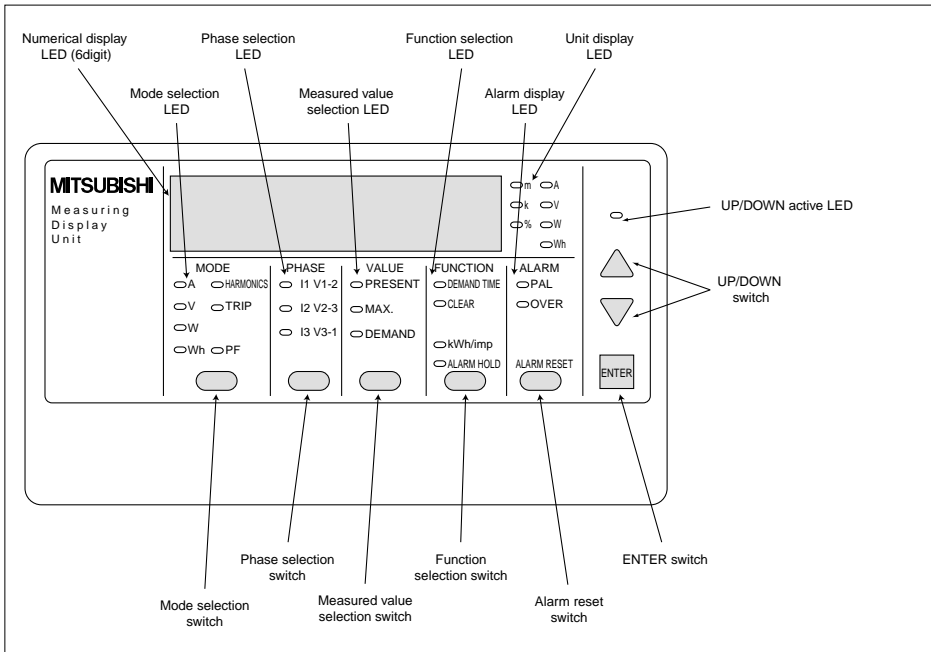 Numerical display
LED (6digit)
Phase selection
LED
Function selection
LED
Unit display
LED
Mode selection
LED
Measured value
selection LED
Alarm display
LED
MITSUBISHI
Measuring
Display
Unit
m A
k V
% W
Wh
UP/DOWN active LED
UP/DOWN
switch
MODE
A HARMONICS
V TRIP
W
Wh PF
PHASE
I1 V1-2
I2 V2-3
I3 V3-1
VALUE
PRESENT
MAX.
DEMAND
FUNCTION
DEMAND TIME
CLEAR
kWh/imp
ALARM HOLD
ALARM
PAL
OVER
ALARM RESET
ENTER
Phase selection
switch
Function
selection switch
ENTER switch
Mode selection
switch
Measured value
selection switch
Alarm reset
switch